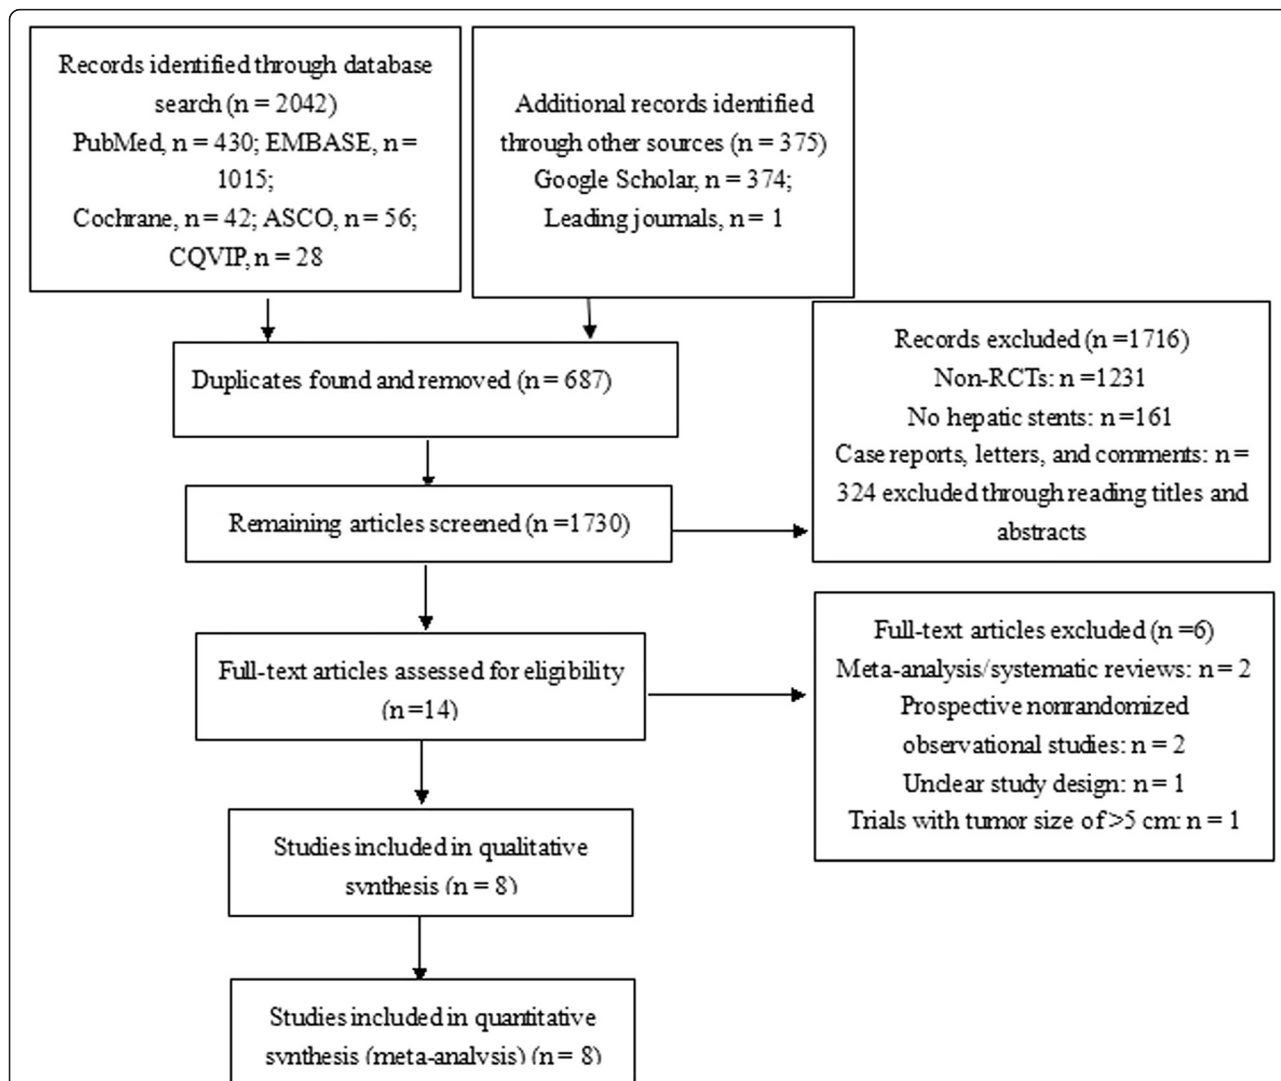 Records identified through database
search (n = 2042)
PubMed, n = 430; EMBASE, n =
1015;
Cochrane, n = 42; ASCO, n = 56;
CQVIP, n = 28
Additional records identified
through other sources (n = 375)
Google Scholar, n = 374;
Leading journals, n = 1
Duplicates found and removed (n = 687)
Records excluded (n =1716)
Non-RCTs: n =1231
No hepatic stents: n =161
Case reports, letters, and comments: n =
324 excluded through reading titles and
abstracts
Remaining articles screened (n =1730)
Full-text articles assessed for eligibility
(n =14)
Full-text articles excluded (n =6)
Meta-analysis/systematic reviews: n = 2
Prospective nonrandomized
observational studies: n = 2
Unclear study design: n = 1
Trials with tumor size of >5 cm: n = 1
Studies included in qualitative
synthesis (n = 8)
Studies included in quantitative
synthesis (meta-analysis) (n = 8)